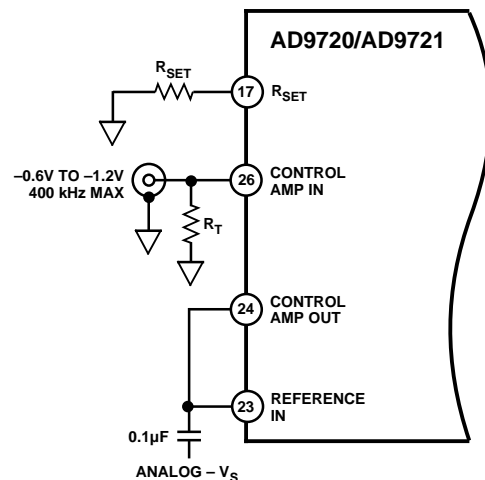 AD9720/AD9721
RSET
17
RSET
–0.6V TO –1.2V
400 kHz MAX
26
CONTROL
AMP IN
RT
24
CONTROL
AMP OUT
23
REFERENCE
IN
0.1µF
ANALOG – VS